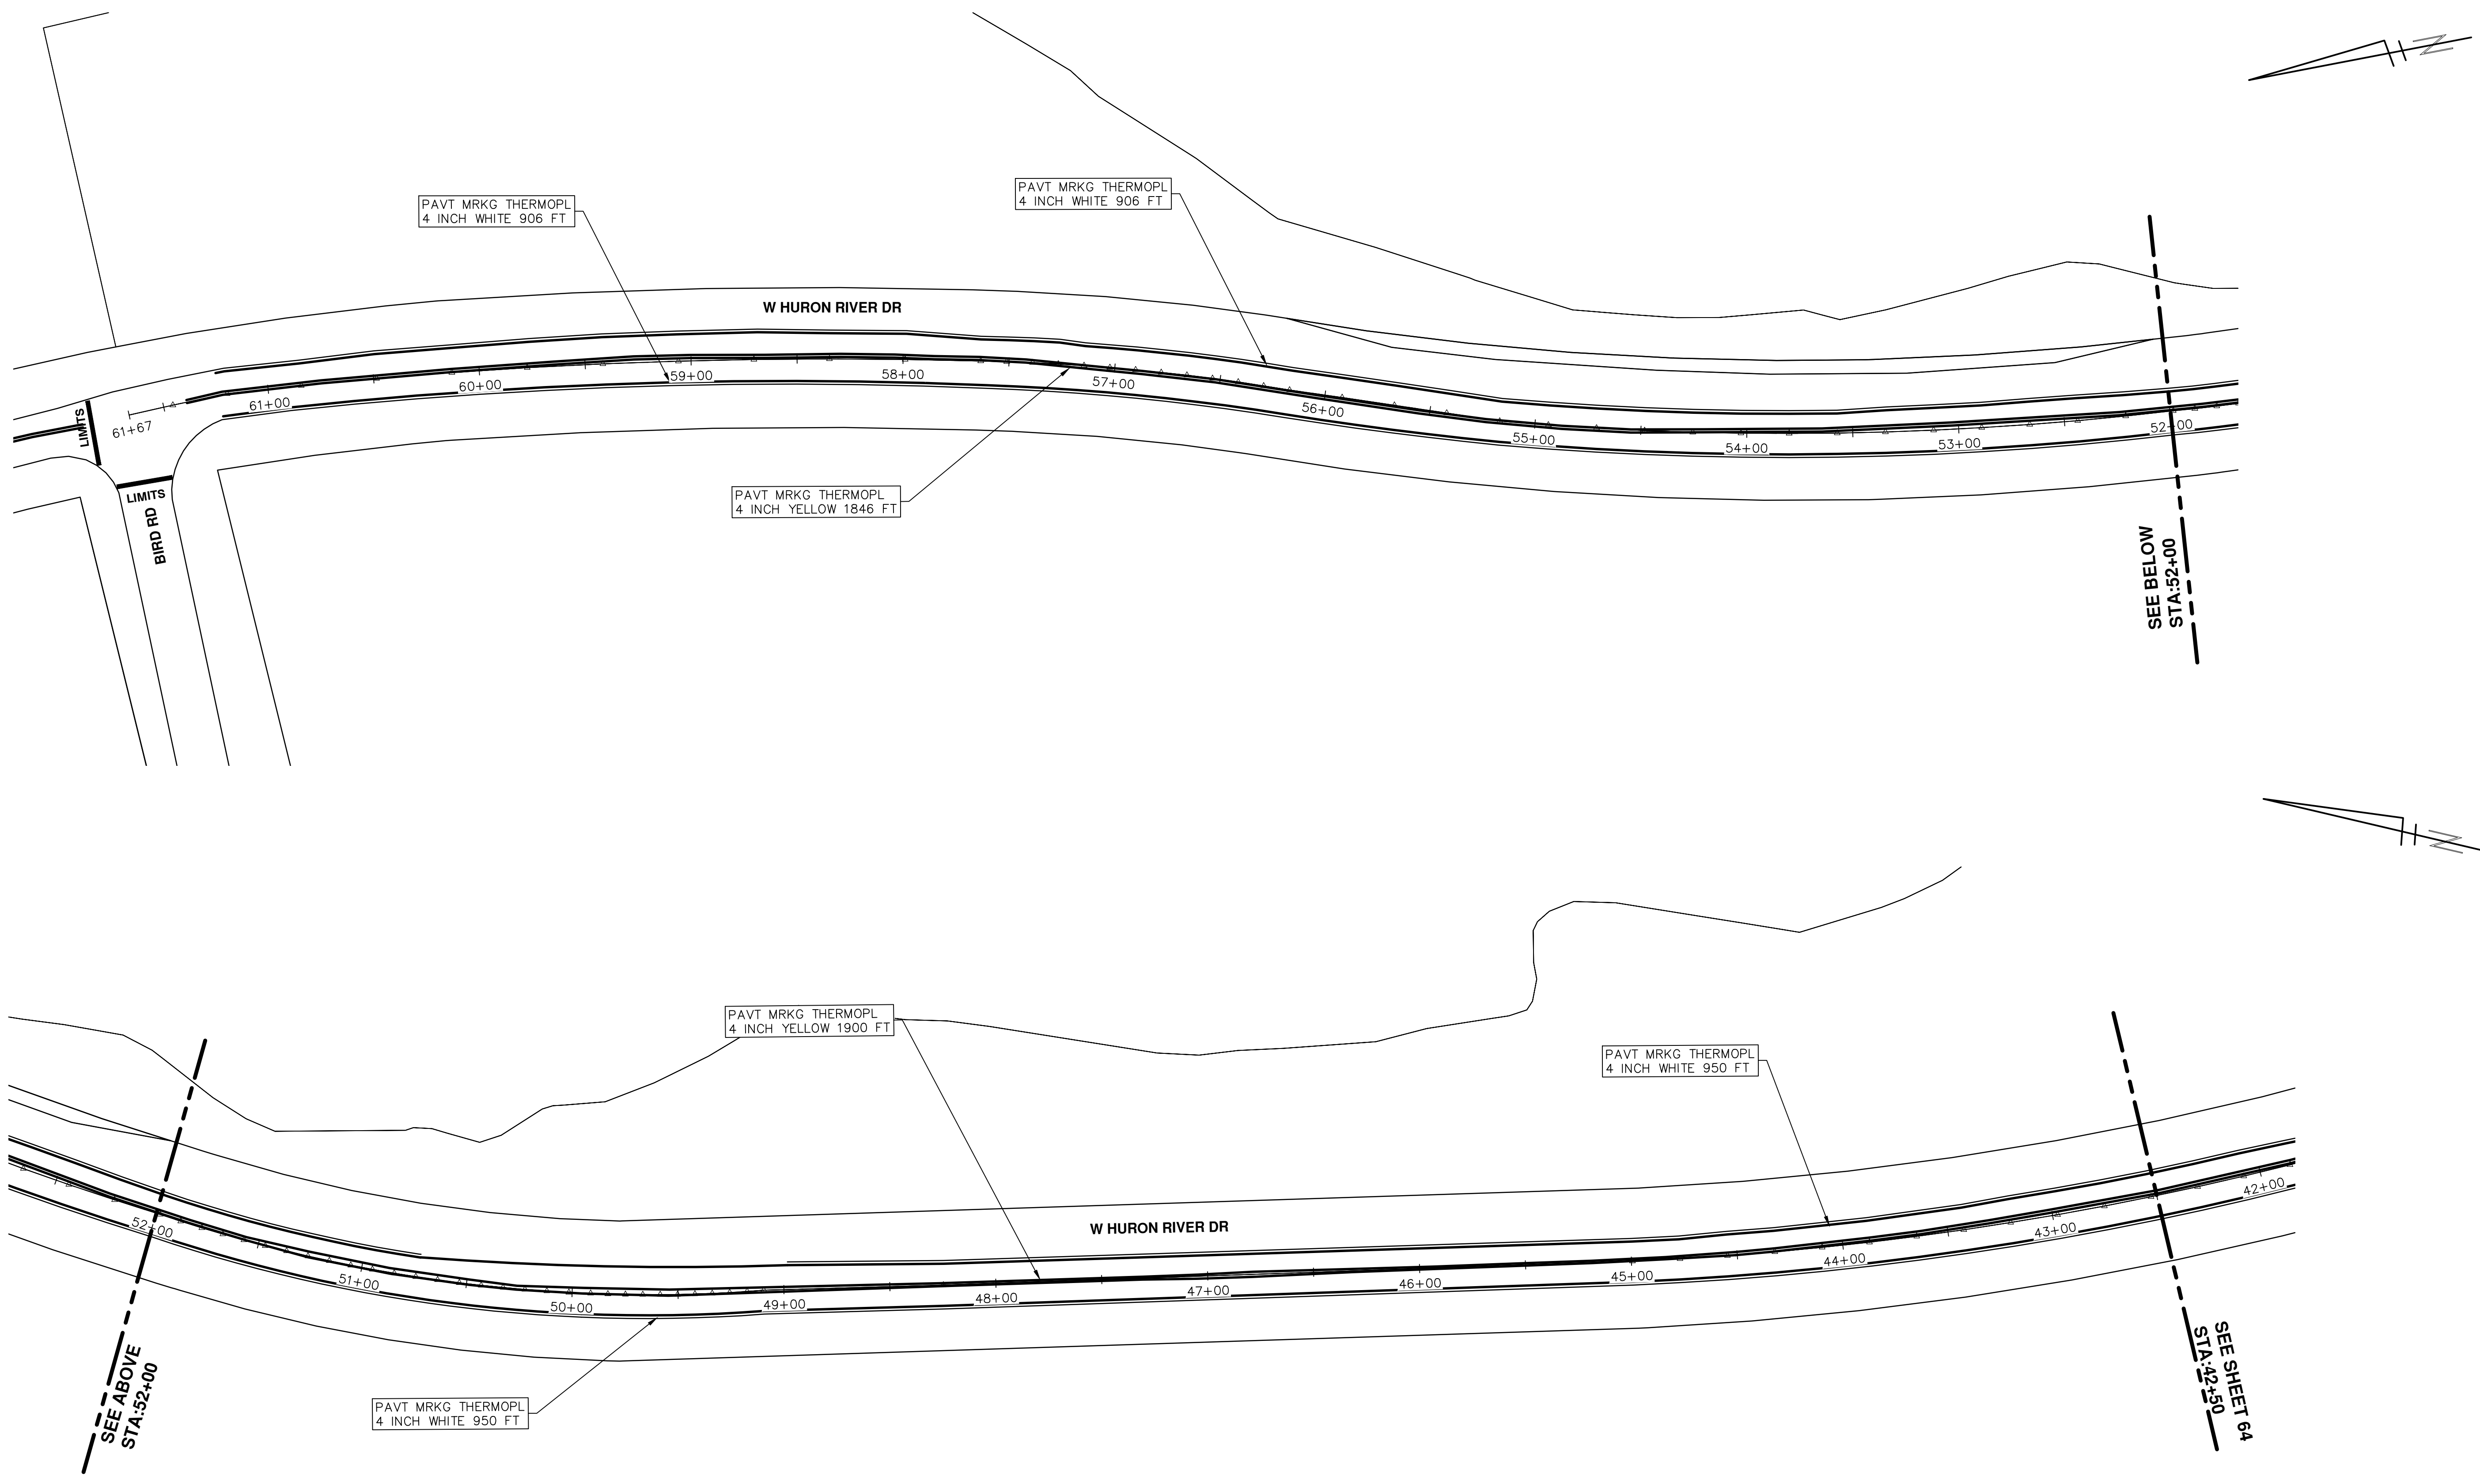 N
PAVT MRKG THERMOPL
4 INCH WHITE 906 FT
PAVT MRKG THERMOPL
4 INCH WHITE 906 FT
W HURON RIVER DR
LIMITS
61+67
61+00
60+00
59+00
58+00
57+00
56+00
55+00
54+00
53+00
52+00
LIMITS
BIRD RD
PAVT MRKG THERMOPL
4 INCH YELLOW 1846 FT
SEE BELOW
STA:52+00
N
PAVT MRKG THERMOPL
4 INCH YELLOW 1900 FT
PAVT MRKG THERMOPL
4 INCH WHITE 950 FT
W HURON RIVER DR
52+00
51+00
50+00
49+00
48+00
47+00
46+00
45+00
44+00
43+00
42+00
SEE ABOVE
STA:52+00
PAVT MRKG THERMOPL
4 INCH WHITE 950 FT
SEE SHEET 64
STA:42+50